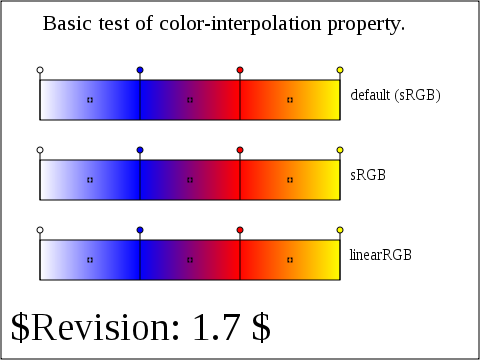 Basic test of color-interpolation property.
default (sRGB)
sRGB
linearRGB
$Revision: 1.7 $